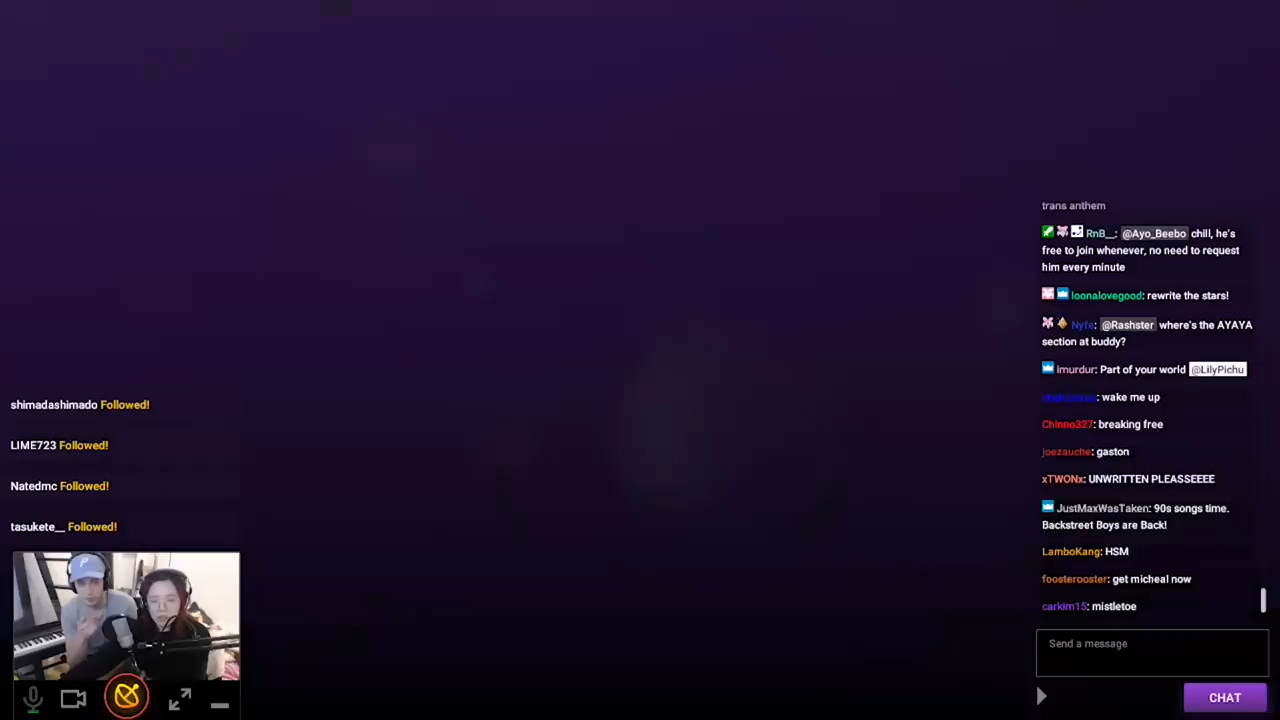 trans anthem
RnB__: @Ayo_Beebo chill, he's
free to join whenever, no need to request
him every minute
loonalovegood: rewrite the stars!
Nyfe: @Rashster where's the AYAYA
section at buddy?
imurdur: Part of your world @LilyPichu
: wake me up
Chinno327: breaking free
joezauche: gaston
xTWONx: UNWRITTEN PLEASSEEEE
JustMaxWasTaken: 90s songs time.
Backstreet Boys are Back!
LamboKang: HSM
foosterooster: get micheal now
carkim15: mistletoe
Send a message
CHAT
shimadashimado Followed!
LIME723 Followed!
Natedmc Followed!
tasukete__ Followed!
P